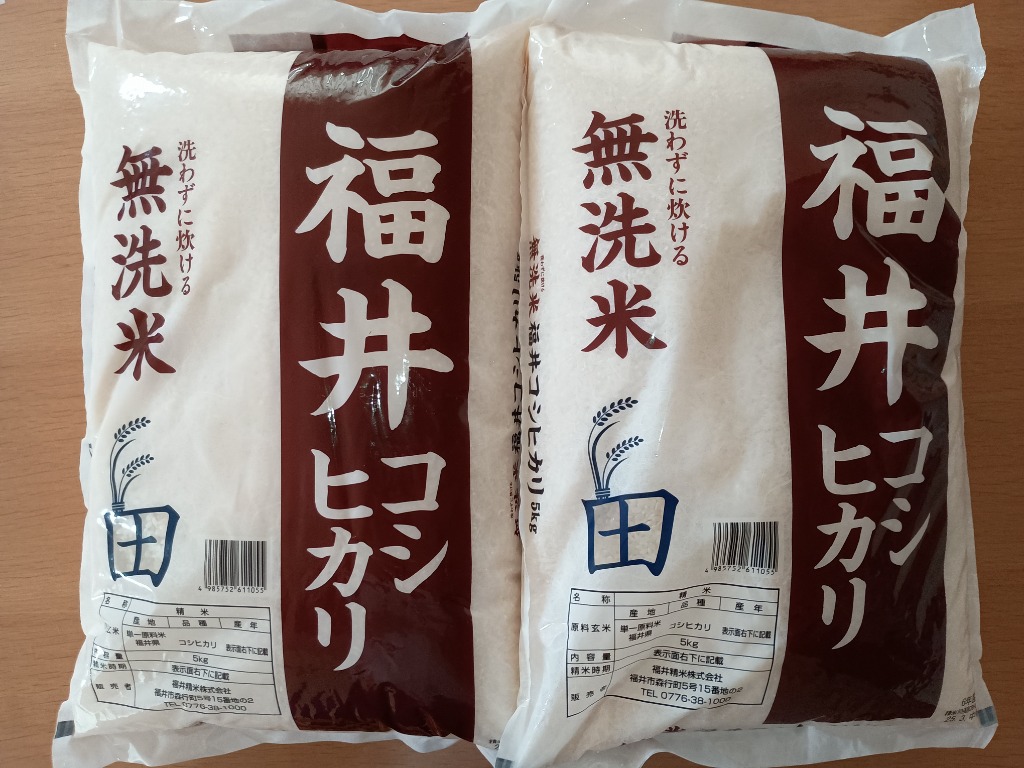 洗わずに炊ける
無洗米
福井
コシ
ヒカリ
4 985752 611055
名称 精米
産地 品種 産年
玄米 単一原料米
福井県 コシヒカリ 表示面右下に記載
容量 5kg
精米時期 表示面右下に記載
販売者 福井精米株式会社
福井市森行町5号15番地の2
TEL 0776-38-1000
無洗米 福井コシヒカリ 5kg
洗わずに炊ける
無洗米
福井
コシ
ヒカリ
4 985752 611055
名称 精米
産地 品種 産年
原料玄米 単一原料米
福井県 コシヒカリ 表示面右下に記載
内容量 5kg
精米時期 表示面右下に記載
販売者 福井精米株式会社
福井市森行町5号15番地の2
TEL 0776-38-1000
25.3.